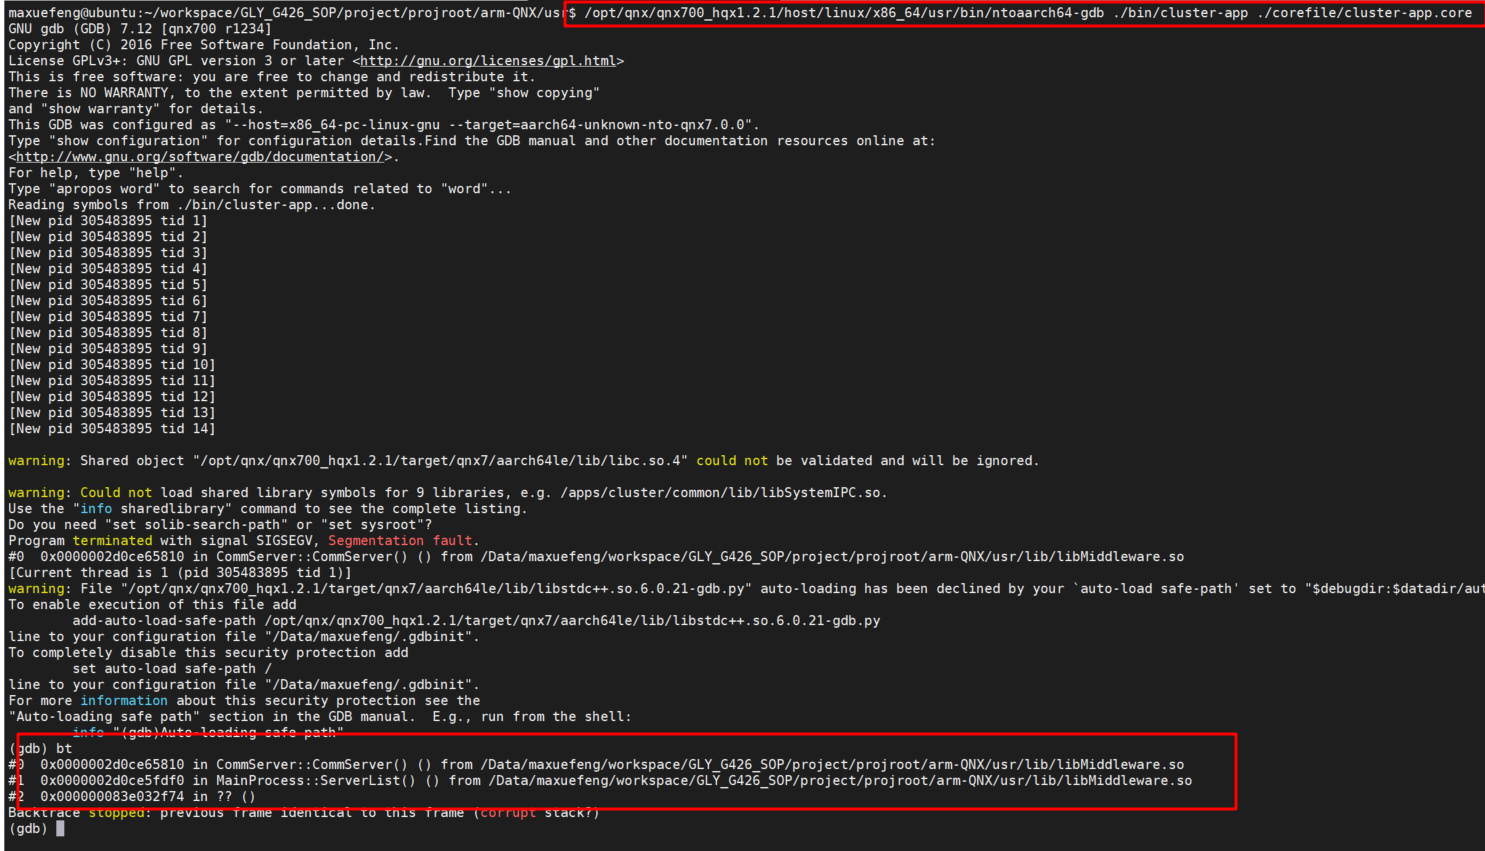 maxuefeng@ubuntu:~/workspace/GLY_G426_SOP/project/projroot/arm-QNX/usr$ /opt/qnx/qnx700_hqx1.2.1/host/linux/x86_64/usr/bin/ntoaarch64-gdb ./bin/cluster-app ./corefile/cluster-app.core
GNU gdb (GDB) 7.12 [qnx700 r1234]
Copyright (C) 2016 Free Software Foundation, Inc.
License GPLv3+: GNU GPL version 3 or later <http://gnu.org/licenses/gpl.html>
This is free software: you are free to change and redistribute it.
There is NO WARRANTY, to the extent permitted by law.  Type "show copying"
and "show warranty" for details.
This GDB was configured as "--host=x86_64-pc-linux-gnu --target=aarch64-unknown-nto-qnx7.0.0".
Type "show configuration" for configuration details.Find the GDB manual and other documentation resources online at:
<http://www.gnu.org/software/gdb/documentation/>.
For help, type "help".
Type "apropos word" to search for commands related to "word"...
Reading symbols from ./bin/cluster-app...done.
[New pid 305483895 tid 1]
[New pid 305483895 tid 2]
[New pid 305483895 tid 3]
[New pid 305483895 tid 4]
[New pid 305483895 tid 5]
[New pid 305483895 tid 6]
[New pid 305483895 tid 7]
[New pid 305483895 tid 8]
[New pid 305483895 tid 9]
[New pid 305483895 tid 10]
[New pid 305483895 tid 11]
[New pid 305483895 tid 12]
[New pid 305483895 tid 13]
[New pid 305483895 tid 14]
warning: Shared object "/opt/qnx/qnx700_hqx1.2.1/target/qnx7/aarch64le/lib/libc.so.4" could not be validated and will be ignored.
warning: Could not load shared library symbols for 9 libraries, e.g. /apps/cluster/common/lib/libSystemIPC.so.
Use the "info sharedlibrary" command to see the complete listing.
Do you need "set solib-search-path" or "set sysroot"?
Program terminated with signal SIGSEGV, Segmentation fault.
#0  0x0000002d0ce65810 in CommServer::CommServer() () from /Data/maxuefeng/workspace/GLY_G426_SOP/project/projroot/arm-QNX/usr/lib/libMiddleware.so
[Current thread is 1 (pid 305483895 tid 1)]
warning: File "/opt/qnx/qnx700_hqx1.2.1/target/qnx7/aarch64le/lib/libstdc++.so.6.0.21-gdb.py" auto-loading has been declined by your `auto-load safe-path' set to "$debugdir:$datadir/aut
To enable execution of this file add
        add-auto-load-safe-path /opt/qnx/qnx700_hqx1.2.1/target/qnx7/aarch64le/lib/libstdc++.so.6.0.21-gdb.py
line to your configuration file "/Data/maxuefeng/.gdbinit".
To completely disable this security protection add
        set auto-load safe-path /
line to your configuration file "/Data/maxuefeng/.gdbinit".
For more information about this security protection see the
"Auto-loading safe path" section in the GDB manual.  E.g., run from the shell:
        info "(gdb)Auto-loading safe path"
(gdb) bt
#0  0x0000002d0ce65810 in CommServer::CommServer() () from /Data/maxuefeng/workspace/GLY_G426_SOP/project/projroot/arm-QNX/usr/lib/libMiddleware.so
#1  0x0000002d0ce5fdf0 in MainProcess::ServerList() () from /Data/maxuefeng/workspace/GLY_G426_SOP/project/projroot/arm-QNX/usr/lib/libMiddleware.so
#2  0x000000083e032f74 in ?? ()
Backtrace stopped: previous frame identical to this frame (corrupt stack?)
(gdb)